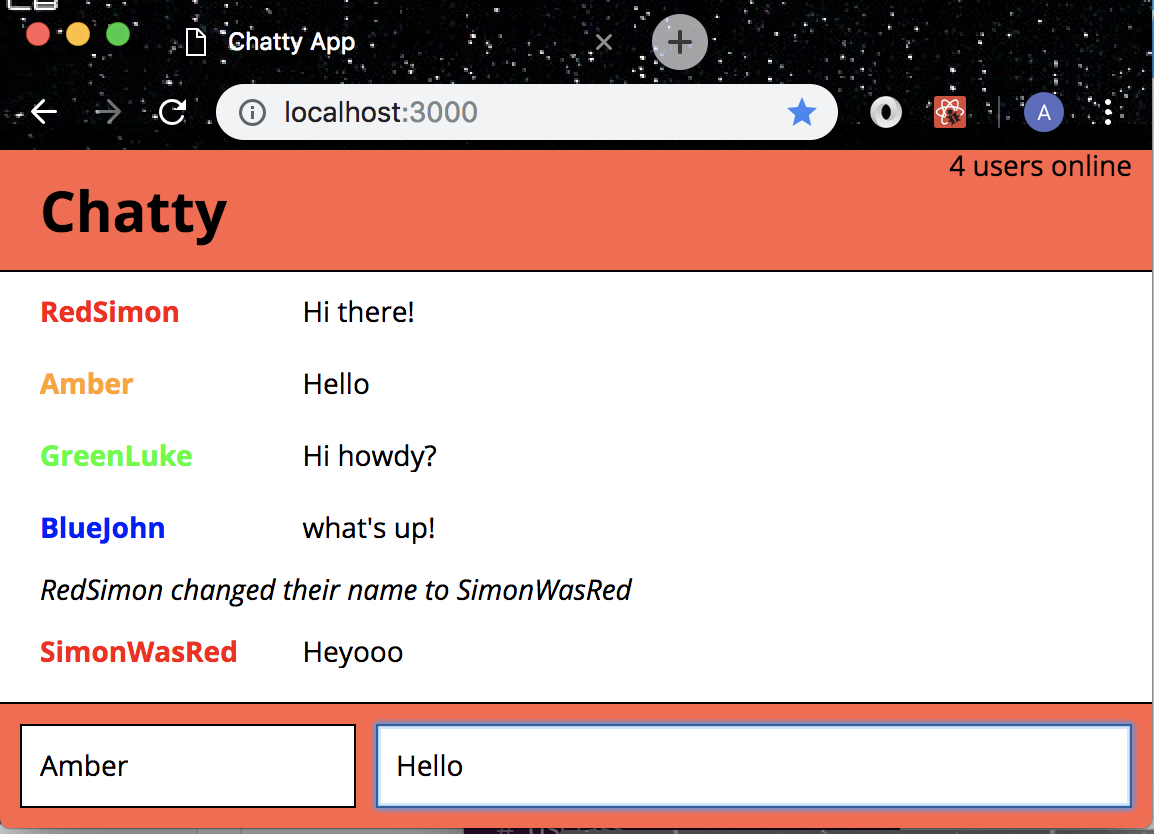 Chatty App
localhost:3000
A
4 users online
Chatty
RedSimon Hi there!
Amber Hello
GreenLuke Hi howdy?
BlueJohn what's up!
RedSimon changed their name to SimonWasRed
SimonWasRed Heyooo
Amber Hello